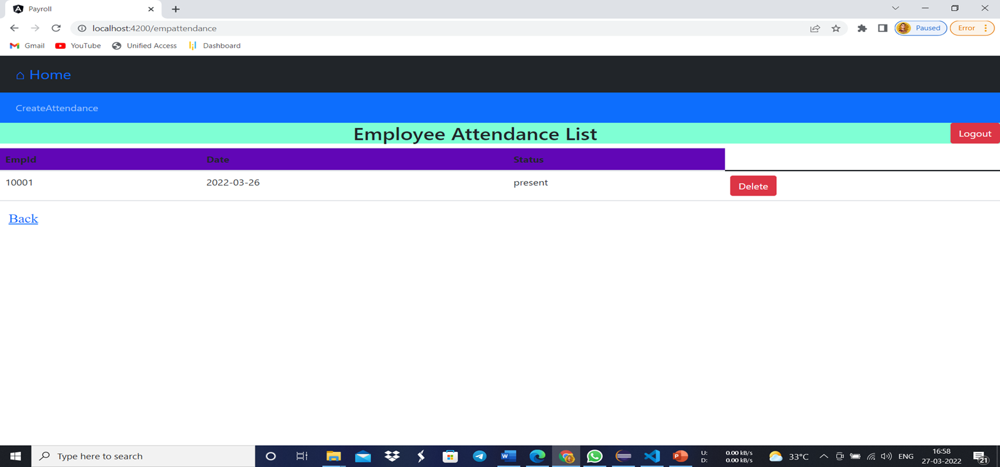 Payroll
localhost:4200/empattendance
Paused
Error
Gmail YouTube Unified Access Dashboard
Home
CreateAttendance
Employee Attendance List
Logout
EmpId Date Status
10001 2022-03-26 present Delete
Back
Type here to search
U: 0.00 kB/s
D: 0.00 kB/s
33°C
ENG
16:58
27-03-2022
21